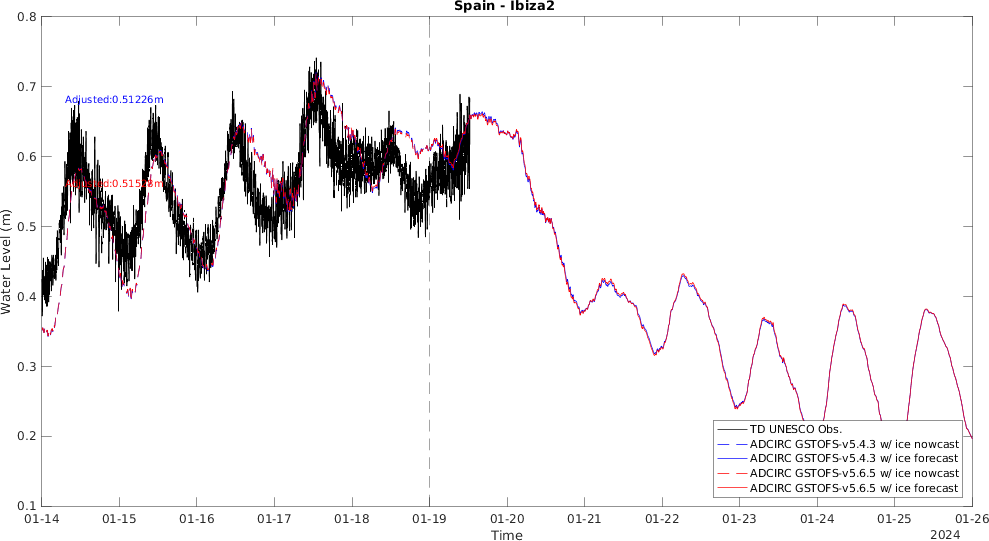 Spain - Ibiza2
0.8
0.7
0.6
0.5
0.4
0.3
0.2
0.1
Water Level (m)
Adjusted:0.51226m
Adjusted:0.51528m
TD UNESCO Obs.
ADCIRC GSTOFS-v5.4.3 w/ ice nowcast
ADCIRC GSTOFS-v5.4.3 w/ ice forecast
ADCIRC GSTOFS-v5.6.5 w/ ice nowcast
ADCIRC GSTOFS-v5.6.5 w/ ice forecast
01-14 01-15 01-16 01-17 01-18 01-19 01-20 01-21 01-22 01-23 01-24 01-25 01-26
Time
2024